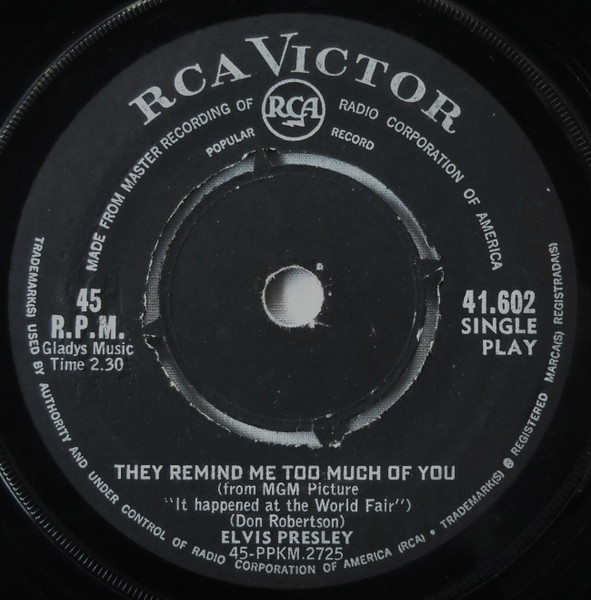 RCA VICTOR
MADE FROM MASTER RECORDING OF RADIO CORPORATION OF AMERICA
RCA
POPULAR RECORD
45
R.P.M.
Gladys Music
Time 2.30
41.602
SINGLE
PLAY
THEY REMIND ME TOO MUCH OF YOU
(from MGM Picture
"It happened at the World Fair")
(Don Robertson)
ELVIS PRESLEY
45-PPKM.2725
TRADEMARK(S) USED BY AUTHORITY AND UNDER CONTROL OF RADIO CORPORATION OF AMERICA (RCA) • TRADEMARK(S) ® REGISTERED MARCA(S) REGISTRADA(S)